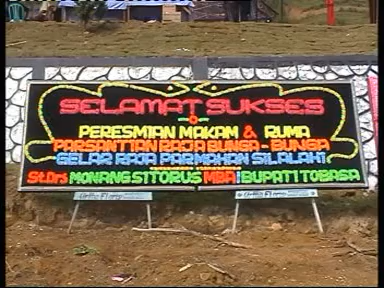 SELAMAT SUKSES
PERESMIAN MAKAM & RUMA
PARSANTIAN RAJA BUNGA - BUNGA
GELAR RAJA PARMAHAN SILALAHI
St.Drs MONANG SITORUS MBA BUPATI TOBASA